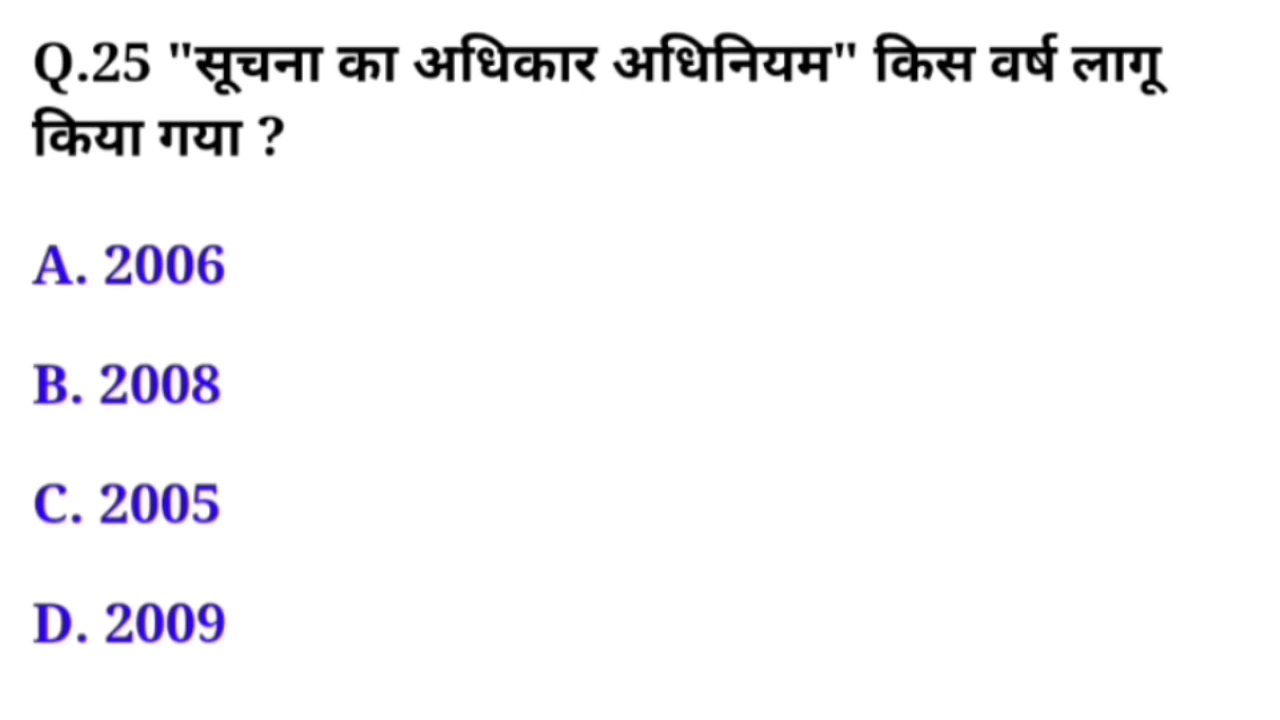 Q.25 "सूचना का अधिकार अधिनियम" किस वर्ष लागू
किया गया ?
A. 2006
B. 2008
C. 2005
D. 2009